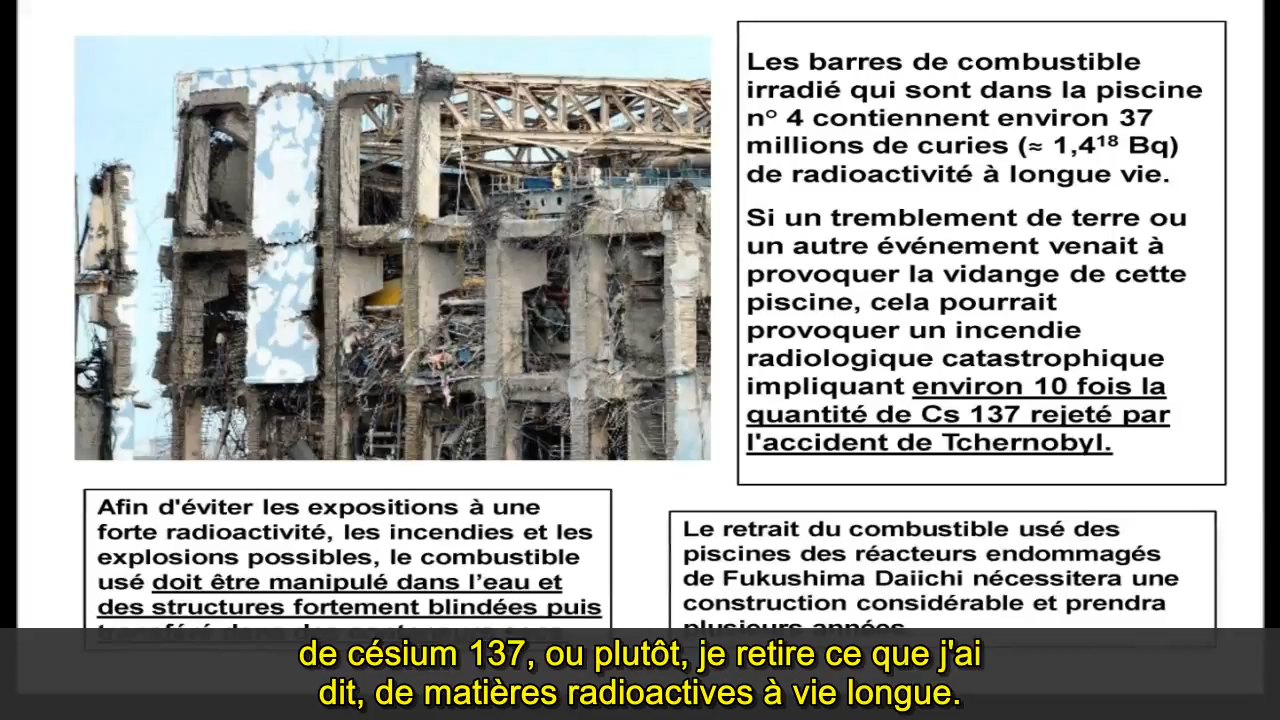 Les barres de combustible
irradié qui sont dans la piscine
n° 4 contiennent environ 37
millions de curies (≈ 1,4¹⁸ Bq)
de radioactivité à longue vie.
Si un tremblement de terre ou
un autre événement venait à
provoquer la vidange de cette
piscine, cela pourrait
provoquer un incendie
radiologique catastrophique
impliquant environ 10 fois la
quantité de Cs 137 rejeté par
l'accident de Tchernobyl.
Afin d'éviter les expositions à une
forte radioactivité, les incendies et les
explosions possibles, le combustible
usé doit être manipulé dans l’eau et
des structures fortement blindées puis
Le retrait du combustible usé des
piscines des réacteurs endommagés
de Fukushima Daiichi nécessitera une
construction considérable et prendra
plusieurs années
de césium 137, ou plutôt, je retire ce que j'ai
dit, de matières radioactives à vie longue.